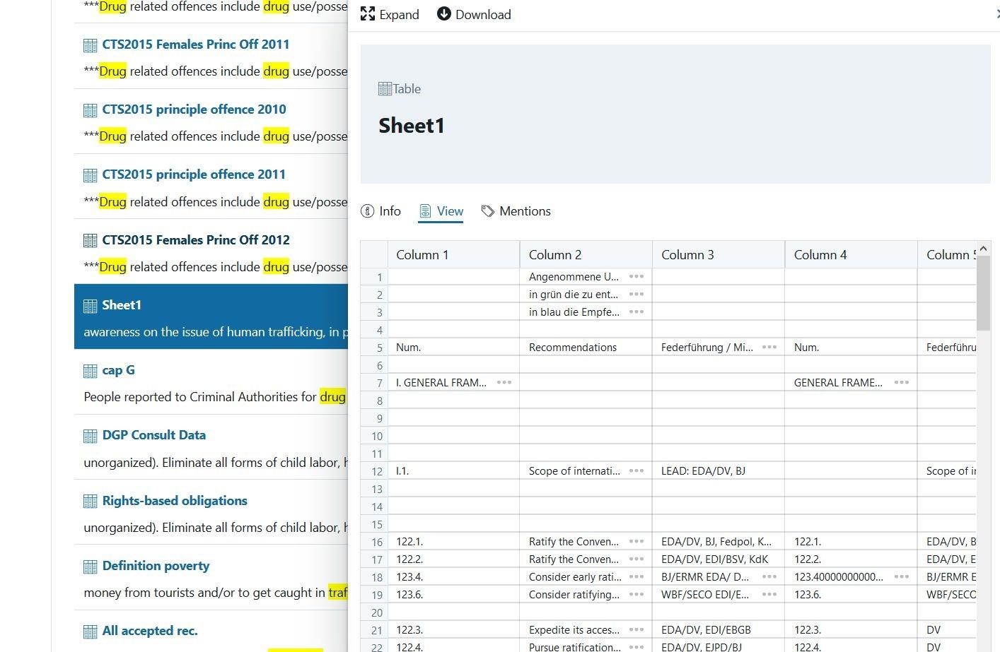 ***Drug related offences include drug use/posse
CTS2015 Females Princ Off 2011
***Drug related offences include drug use/posse
CTS2015 principle offence 2010
***Drug related offences include drug use/posse
CTS2015 principle offence 2011
***Drug related offences include drug use/posse
CTS2015 Females Princ Off 2012
***Drug related offences include drug use/posse
Sheet1
awareness on the issue of human trafficking, in p
cap G
People reported to Criminal Authorities for drug
DGP Consult Data
unorganized). Eliminate all forms of child labor, h
Rights-based obligations
unorganized). Eliminate all forms of child labor, h
Definition poverty
money from tourists and/or to get caught in traf
All accepted rec.
Expand Download
Table
Sheet1
Info View Mentions
Column 1 Column 2 Column 3 Column 4 Column 5
1 Angenommene U... •••
2 in grün die zu ent... •••
3 in blau die Empfe... •••
4
5 Num. Recommendations Federführung / Mi... ••• Num. Federführu
6
7 I. GENERAL FRAM... ••• GENERAL FRAME... •••
8
9
10
11
12 I.1. Scope of internati... ••• LEAD: EDA/DV, BJ Scope of in
13
14
15
16 122.1. Ratify the Conven... ••• EDA/DV, BJ, Fedpol, K... 122.1. EDA/DV, B
17 122.2. Ratify the Conven... ••• EDA/DV, EDI/BSV, KdK 122.2. EDA/DV, E
18 123.4. Consider early rati... ••• BJ/ERMR EDA/ D... ••• 123.40000000000... ••• BJ/ERMR E
19 123.6. Consider ratifying... ••• WBF/SECO EDI/E... ••• 123.6. WBF/SECO
20
21 122.3. Expedite its acces... ••• EDA/DV, EDI/EBGB 122.3. DV
22 122.4. Pursue ratification... ••• EDA/DV, EJPD/BJ 122.4. DV